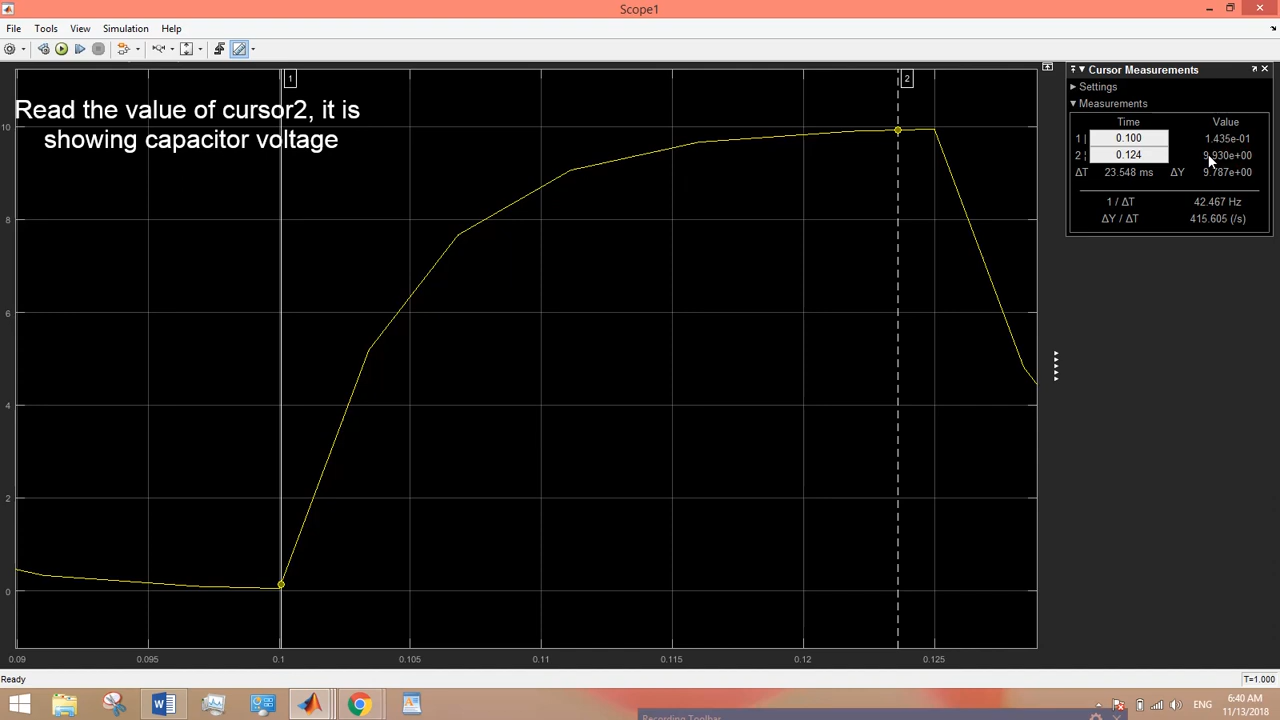 Scope1
File Tools View Simulation Help
1
2
Read the value of cursor2, it is
showing capacitor voltage
10
8
6
4
2
0
0.09 0.095 0.1 0.105 0.11 0.115 0.12 0.125
Cursor Measurements
Settings
Measurements
Time Value
1 | 0.100 1.435e-01
2 ¦ 0.124 9.930e+00
ΔT 23.548 ms ΔY 9.787e+00
1 / ΔT 42.467 Hz
ΔY / ΔT 415.605 (/s)
Ready T=1.000
ENG 6:40 AM
11/13/2018
Recording Toolbar